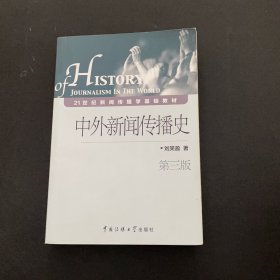 of HISTORY
JOURNALISM IN THE WORLD
21世纪新闻传播学基础教材
中外新闻传播史
•刘笑盈 著
第三版
中国传媒大学出版社